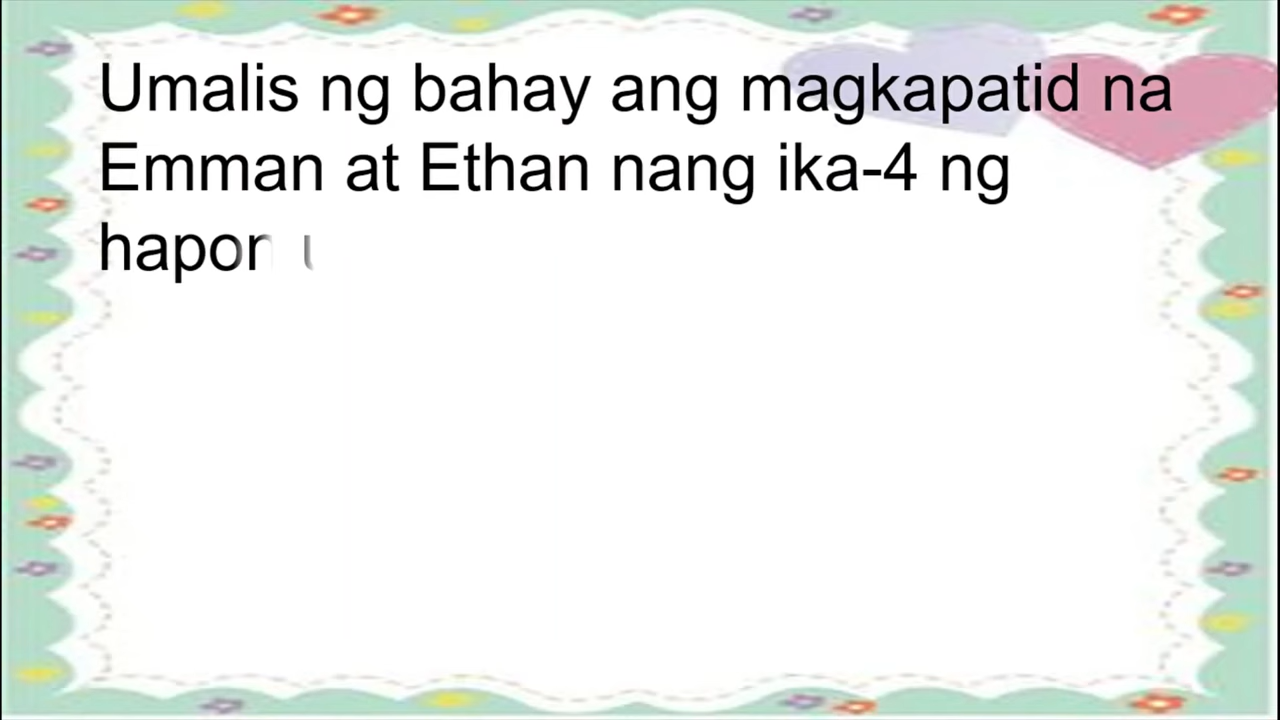 Umalis ng bahay ang magkapatid na
Emman at Ethan nang ika-4 ng
hapon